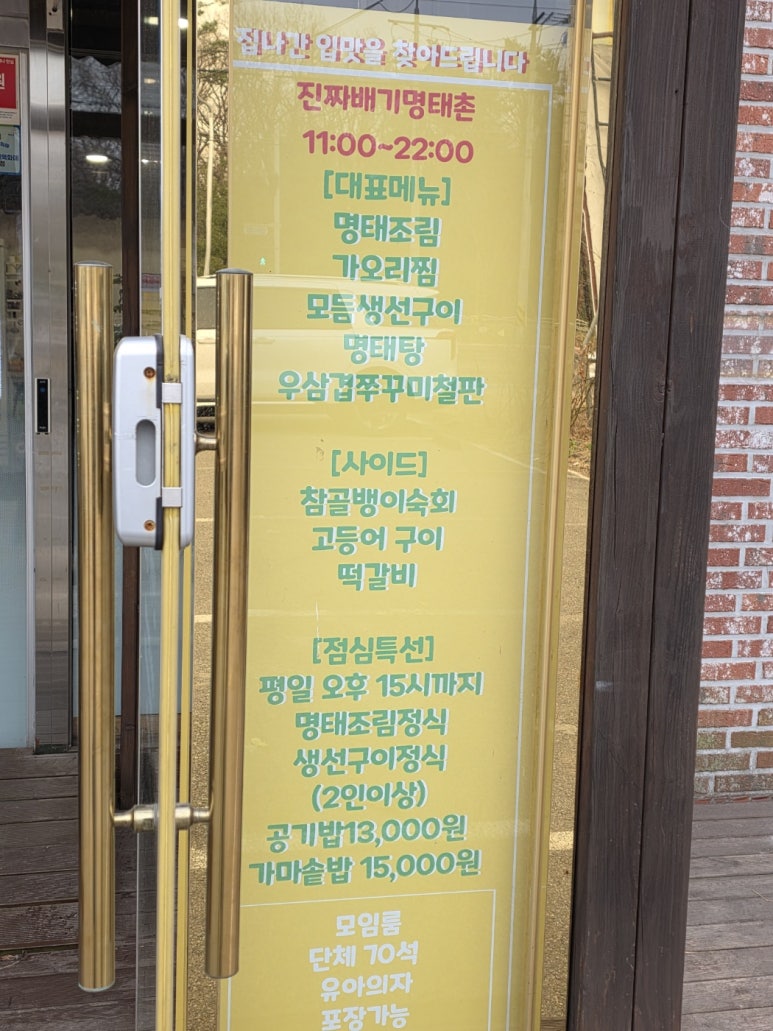 집나간 입맛을 찾아드립니다
진짜배기명태촌
11:00~22:00
[대표메뉴]
명태조림
가오리찜
모듬생선구이
명태탕
우삼겹쭈꾸미철판
[사이드]
참골뱅이숙회
고등어 구이
떡갈비
[점심특선]
평일 오후 15시까지
명태조림정식
생선구이정식
(2인이상)
공기밥13,000원
가마솥밥 15,000원
모임룸
단체 70석
유아의자
포장가능